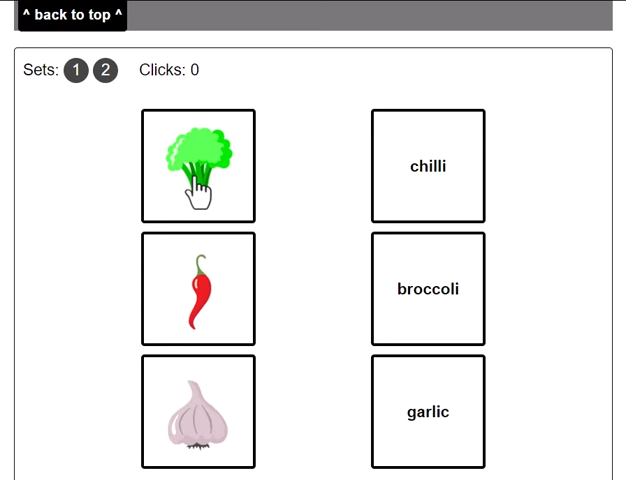 ^ back to top ^
Sets: 1 2 Clicks: 0
chilli
broccoli
garlic